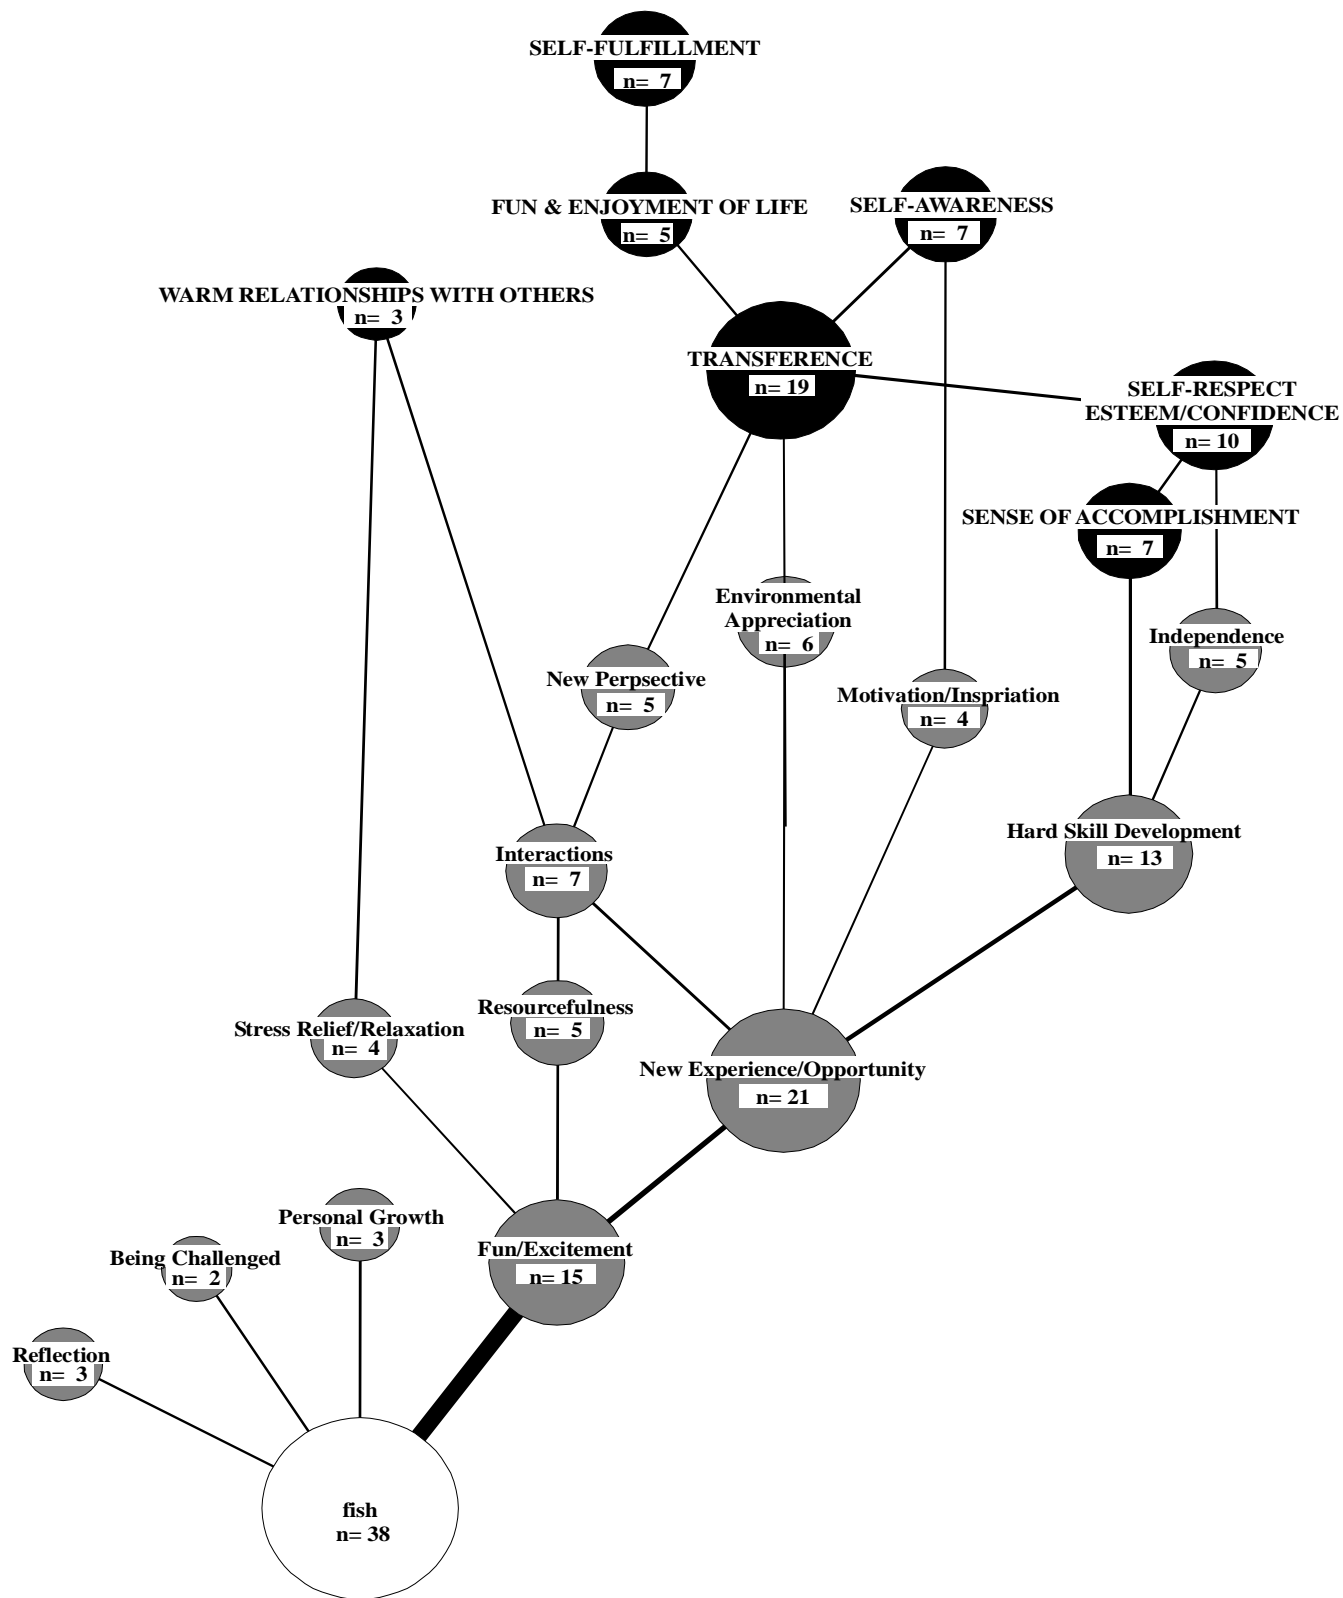 SELF-FULFILLMENT
n= 7
FUN & ENJOYMENT OF LIFE
n= 5
SELF-AWARENESS
n= 7
WARM RELATIONSHIPS WITH OTHERS
n= 3
TRANSFERENCE
n= 19
SELF-RESPECT
ESTEEM/CONFIDENCE
n= 10
SENSE OF ACCOMPLISHMENT
n= 7
Environmental
Appreciation
n= 6
Independence
n= 5
New Perpsective
n= 5
Motivation/Inspriation
n= 4
Hard Skill Development
n= 13
Interactions
n= 7
Resourcefulness
n= 5
Stress Relief/Relaxation
n= 4
New Experience/Opportunity
n= 21
Personal Growth
n= 3
Fun/Excitement
n= 15
Being Challenged
n= 2
Reflection
n= 3
fish
n= 38